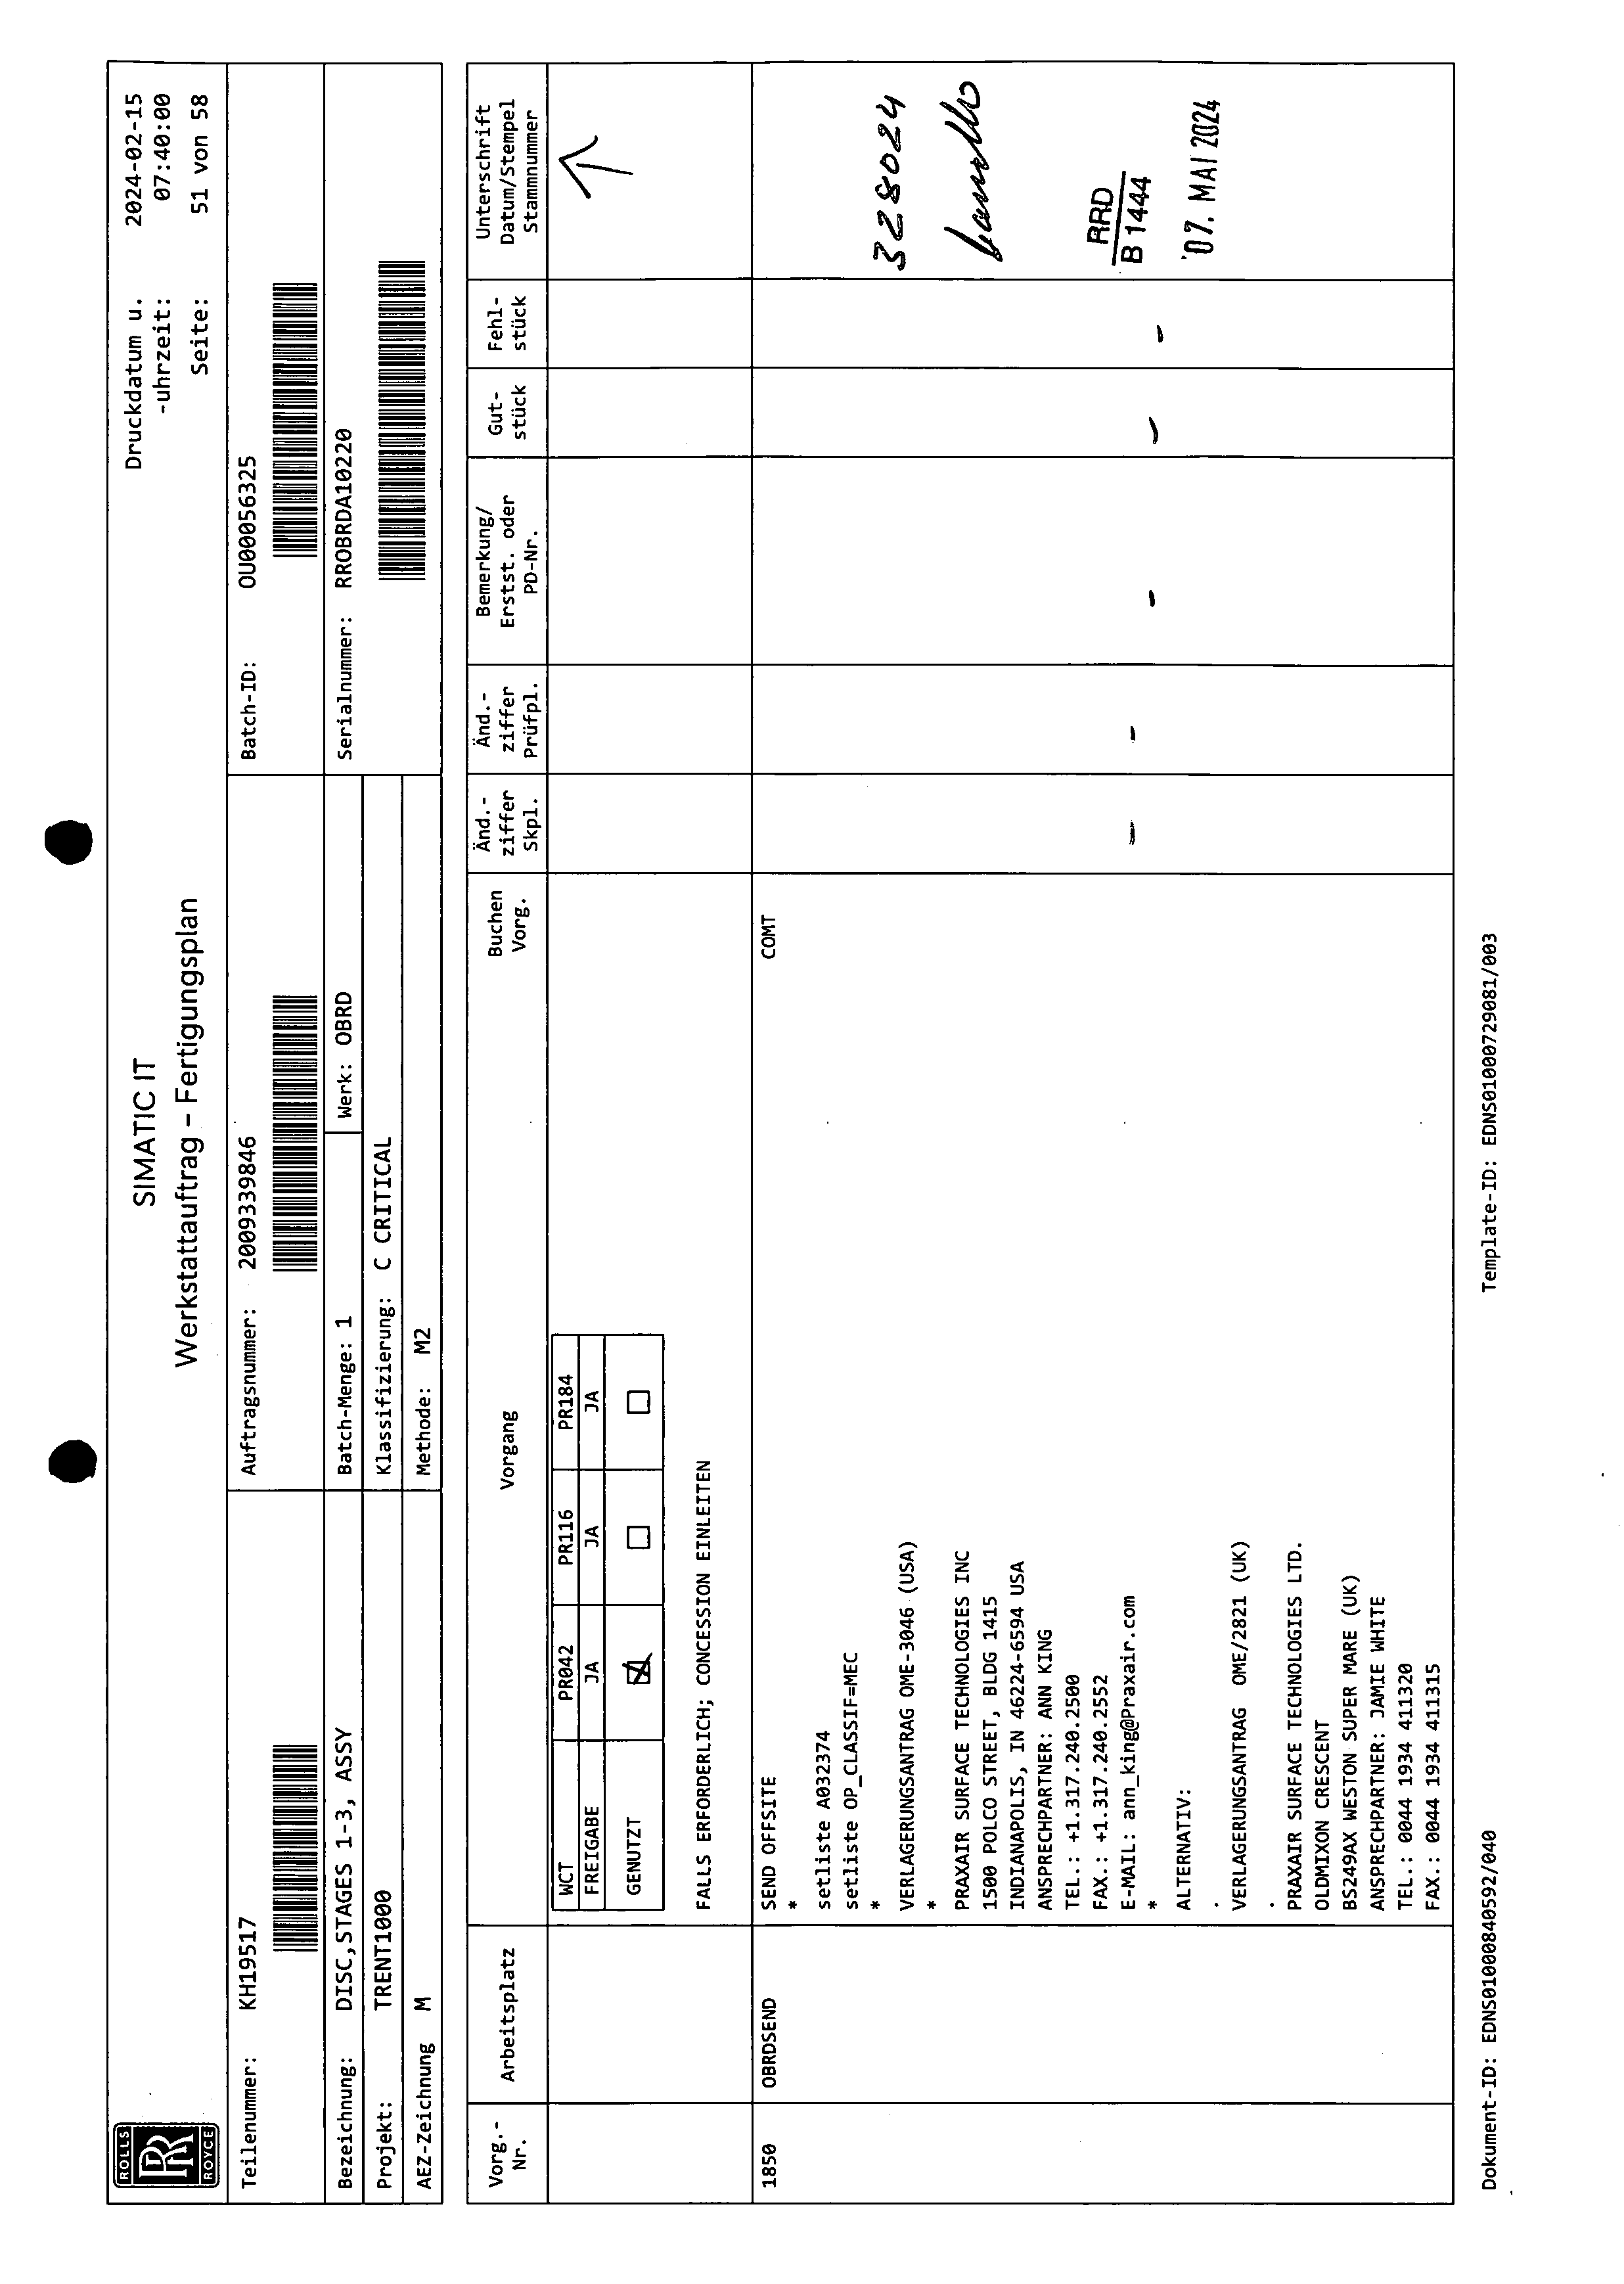 ROLLS
RR
ROYCE
SIMATIC IT
Werkstattauftrag – Fertigungsplan
Druckdatum u. 2024-02-15
-uhrzeit: 07:40:00
Seite: 51 von 58
Teilenummer: KH19517
Auftragsnummer: 2009339846
Batch-ID: OU00056325
Bezeichnung: DISC,STAGES 1-3, ASSY
Batch-Menge: 1
Werk: OBRD
Serialnummer: RROBRDA10220
Projekt: TRENT1000
Klassifizierung: C CRITICAL
AEZ-Zeichnung M
Methode: M2
Vorg.-
Nr.
Arbeitsplatz
Vorgang
Buchen
Vorg.
Änd.-
ziffer
Skpl.
Änd.-
ziffer
Prüfpl.
Bemerkung/
Erstst. oder
PD-Nr.
Gut-
stück
Fehl-
stück
Unterschrift
Datum/Stempel
Stammnummer
WCT PR042 PR116 PR184
FREIGABE JA JA JA
GENUTZT
FALLS ERFORDERLICH; CONCESSION EINLEITEN
1850 OBRDSEND SEND OFFSITE COMT
*
setliste A032374
setliste OP_CLASSIF=MEC
*
VERLAGERUNGSANTRAG OME-3046 (USA)
*
PRAXAIR SURFACE TECHNOLOGIES INC
1500 POLCO STREET, BLDG 1415
INDIANAPOLIS, IN 46224-6594 USA
ANSPRECHPARTNER: ANN KING
TEL.: +1.317.240.2500
FAX.: +1.317.240.2552
E-MAIL: ann_king@Praxair.com
*
ALTERNATIV:
.
VERLAGERUNGSANTRAG OME/2821 (UK)
.
PRAXAIR SURFACE TECHNOLOGIES LTD.
OLDMIXON CRESCENT
BS249AX WESTON SUPER MARE (UK)
ANSPRECHPARTNER: JAMIE WHITE
TEL.: 0044 1934 411320
FAX.: 0044 1934 411315
328024
RRD
B 1444
07. MAI 2024
Dokument-ID: EDNS01000840592/040
Template-ID: EDNS01000729081/003